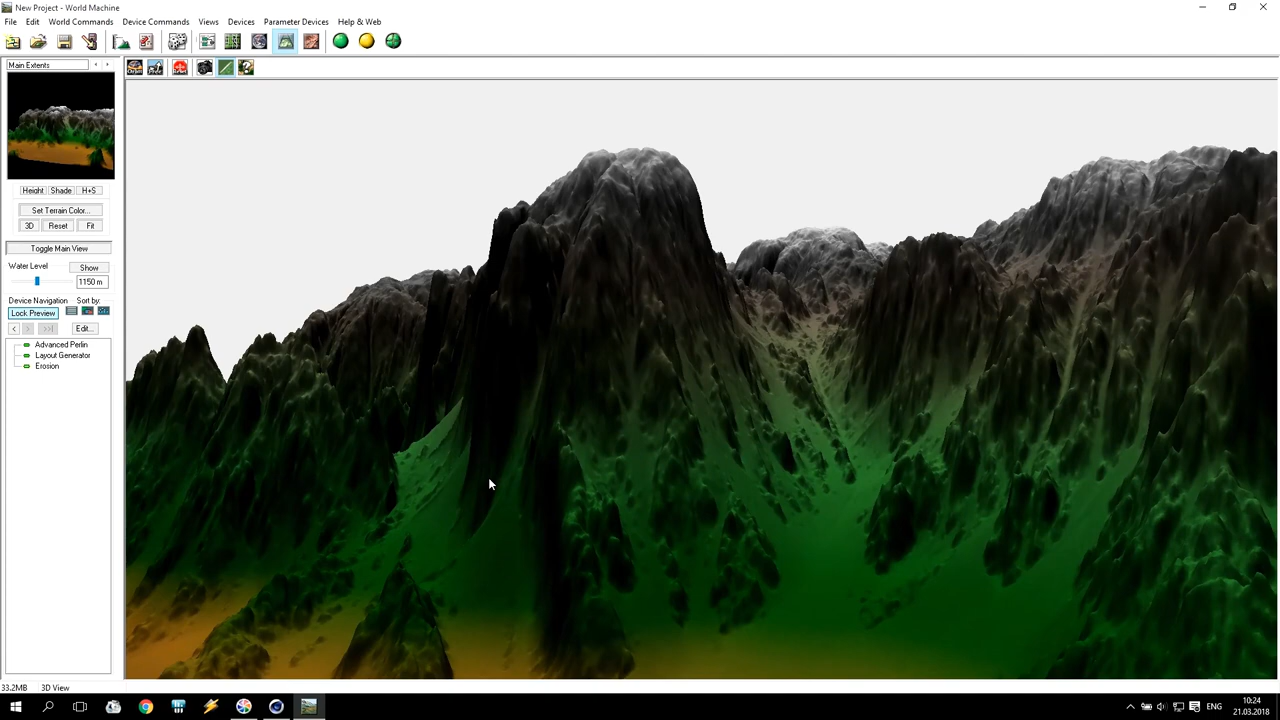 New Project - World Machine
File Edit World Commands Device Commands Views Devices Parameter Devices Help & Web
Main Extents
Height Shade H+S
Set Terrain Color...
3D Reset Fit
Toggle Main View
Water Level Show
1150 m
Device Navigation Sort by:
Lock Preview
Edit...
Advanced Perlin
Layout Generator
Erosion
33.2MB 3D View
ENG
10:24
21.03.2018